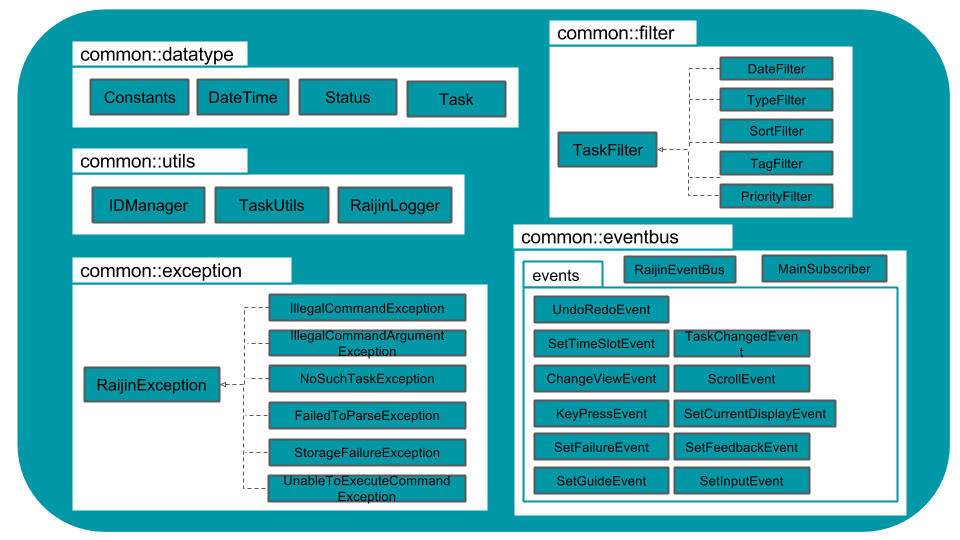 common::datatype
Constants
DateTime
Status
Task
common::utils
IDManager
TaskUtils
RaijinLogger
common::exception
RaijinException
IllegalCommandException
IllegalCommandArgument
Exception
NoSuchTaskException
FailedToParseException
StorageFailureException
UnableToExecuteCommand
Exception
common::filter
TaskFilter
DateFilter
TypeFilter
SortFilter
TagFilter
PriorityFilter
common::eventbus
RaijinEventBus
MainSubscriber
events
UndoRedoEvent
SetTimeSlotEvent
TaskChangedEven
t
ChangeViewEvent
ScrollEvent
KeyPressEvent
SetCurrentDisplayEvent
SetFailureEvent
SetFeedbackEvent
SetGuideEvent
SetInputEvent